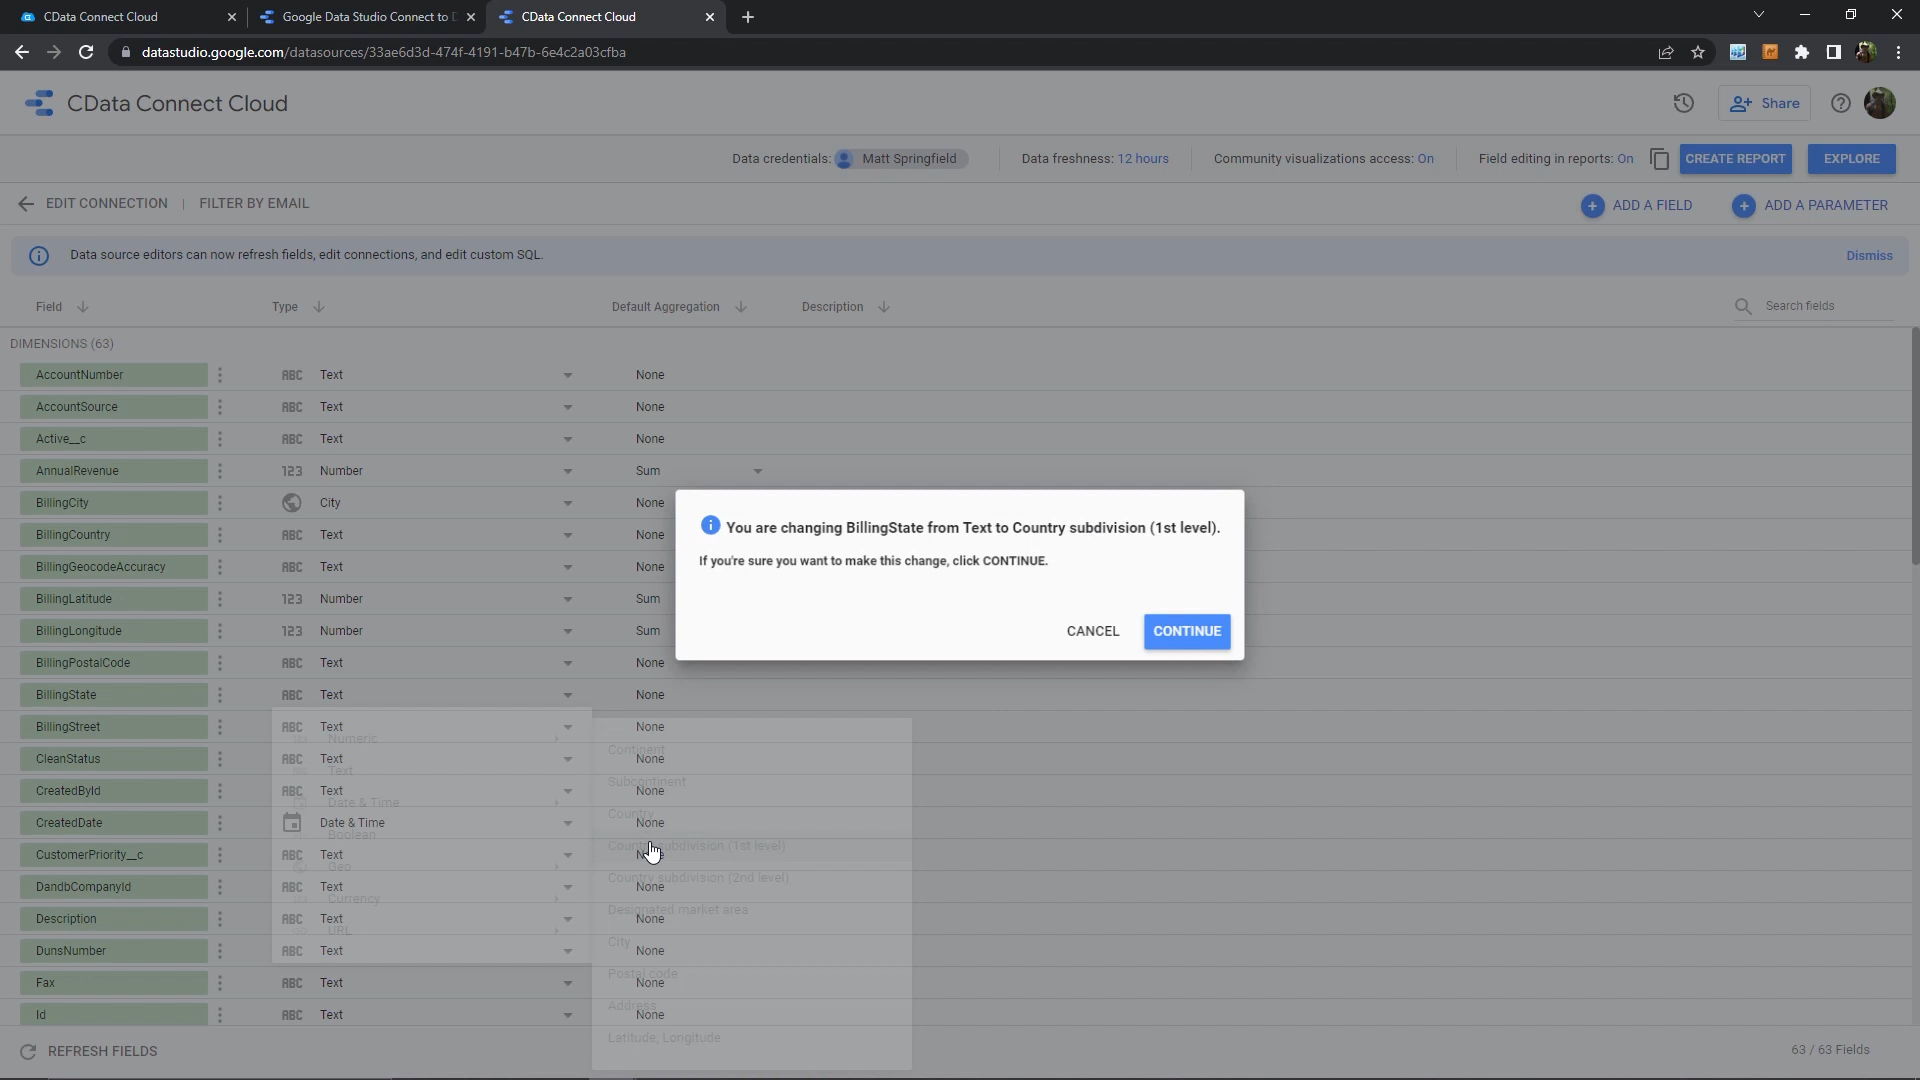 CData Connect Cloud
Google Data Studio Connect to D
CData Connect Cloud
datastudio.google.com/datasources/33ae6d3d-474f-4191-b47b-6e4c2a03cfba
CData Connect Cloud
Share
Data credentials: Matt Springfield
Data freshness: 12 hours
Community visualizations access: On
Field editing in reports: On
CREATE REPORT
EXPLORE
EDIT CONNECTION | FILTER BY EMAIL
ADD A FIELD
ADD A PARAMETER
Data source editors can now refresh fields, edit connections, and edit custom SQL.
Dismiss
Field Type Default Aggregation Description
Search fields
DIMENSIONS (63)
AccountNumber ABC Text None
AccountSource ABC Text None
Active__c ABC Text None
AnnualRevenue 123 Number Sum
BillingCity City None
BillingCountry ABC Text None
BillingGeocodeAccuracy ABC Text None
BillingLatitude 123 Number Sum
BillingLongitude 123 Number Sum
BillingPostalCode ABC Text None
BillingState ABC Text None
BillingStreet ABC Text None
CleanStatus ABC Text None
CreatedById ABC Text None
CreatedDate Date & Time None
CustomerPriority__c ABC Text None
DandbCompanyId ABC Text None
Description ABC Text None
DunsNumber ABC Text None
Fax ABC Text None
Id ABC Text None
You are changing BillingState from Text to Country subdivision (1st level).
If you're sure you want to make this change, click CONTINUE.
CANCEL
CONTINUE
Numeric
Text
Date & Time
Boolean
Geo
Currency
URL
Continent
Subcontinent
Country
Country subdivision (1st level)
Country subdivision (2nd level)
Designated market area
City
Postal code
Address
Latitude, Longitude
REFRESH FIELDS
63 / 63 Fields